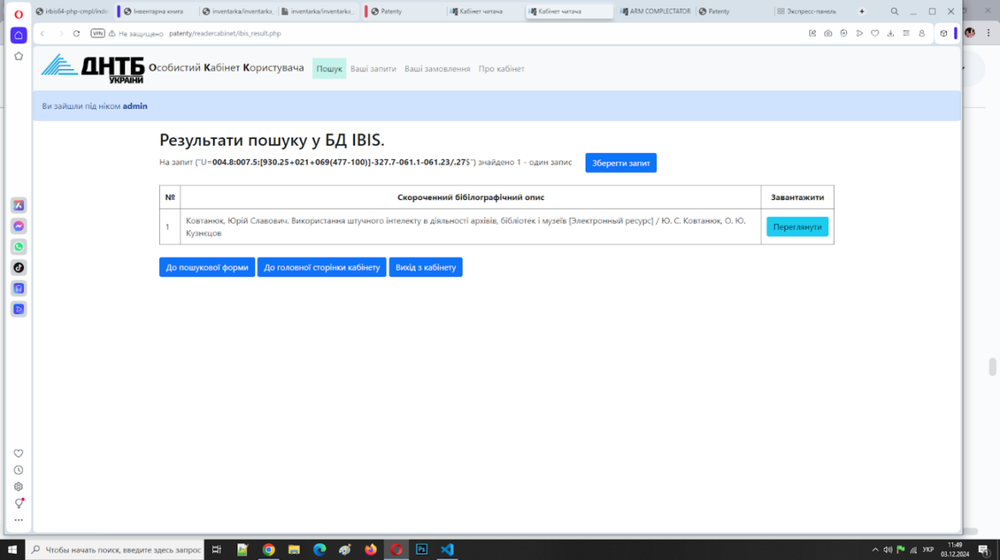 irbis64-php-cmpl/inde
Інвентарна книга
inventarka/inventarka_
inventarka/inventarka_
Patenty
Кабінет читача
Кабінет читача
ARM COMPLECTATOR
Patenty
Экспресс-панель
VPN
Не защищено
patenty/readercabinet/ibis_result.php
ДНТБ
УКРАЇНИ
Особистий Кабінет Користувача
Пошук
Ваші запити
Ваші замовлення
Про кабінет
Ви зайшли під ніком admin
Результати пошуку у БД IBIS.
На запит ("U=004.8:007.5:[930.25+021+069(477-100)]-327.7-061.1-061.23/.27$") знайдено 1 - один запис
Зберегти запит
№ Скороченний бібілографічний опис Завантажити
1 Ковтанюк, Юрій Славович. Використання штучного інтелекту в діяльності архівів, бібліотек і музеїв [Электронный ресурс] / Ю. С. Ковтанюк, О. Ю.
Кузнєцов
Переглянути
До пошукової форми
До головної сторінки кабінету
Вихід з кабінету
Чтобы начать поиск, введите здесь запрос
Ps
УКР
11:49
03.12.2024